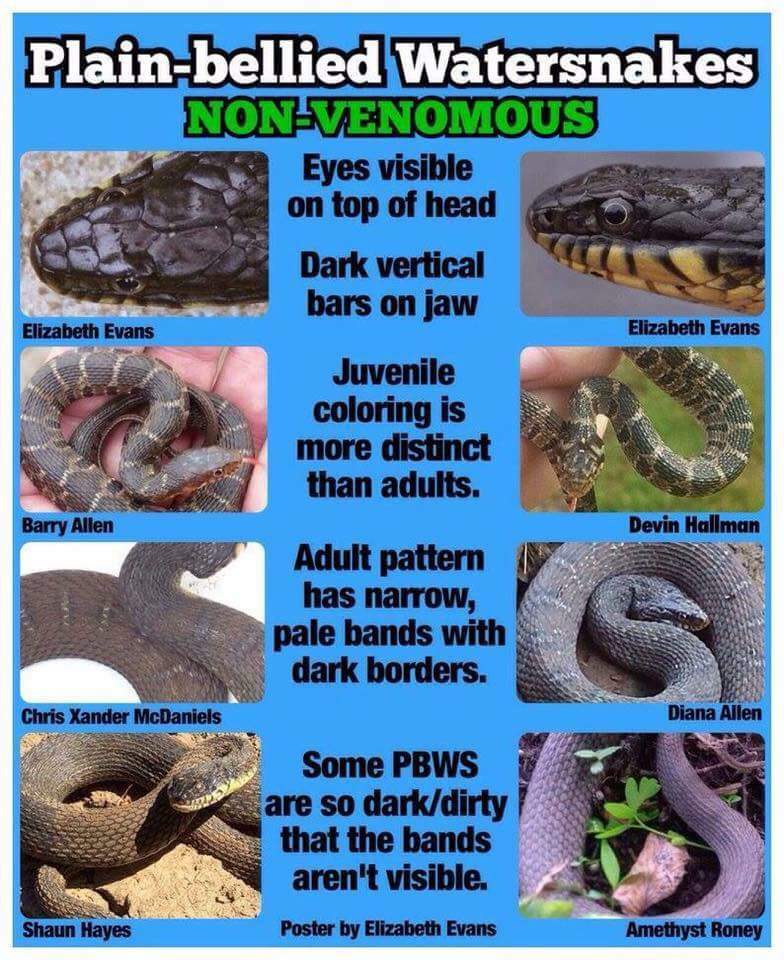 Plain-bellied Watersnakes
NON-VENOMOUS
Eyes visible
on top of head
Dark vertical
bars on jaw
Elizabeth Evans
Elizabeth Evans
Juvenile
coloring is
more distinct
than adults.
Barry Allen
Devin Hallman
Adult pattern
has narrow,
pale bands with
dark borders.
Chris Xander McDaniels
Diana Allen
Some PBWS
are so dark/dirty
that the bands
aren't visible.
Shaun Hayes
Poster by Elizabeth Evans
Amethyst Roney